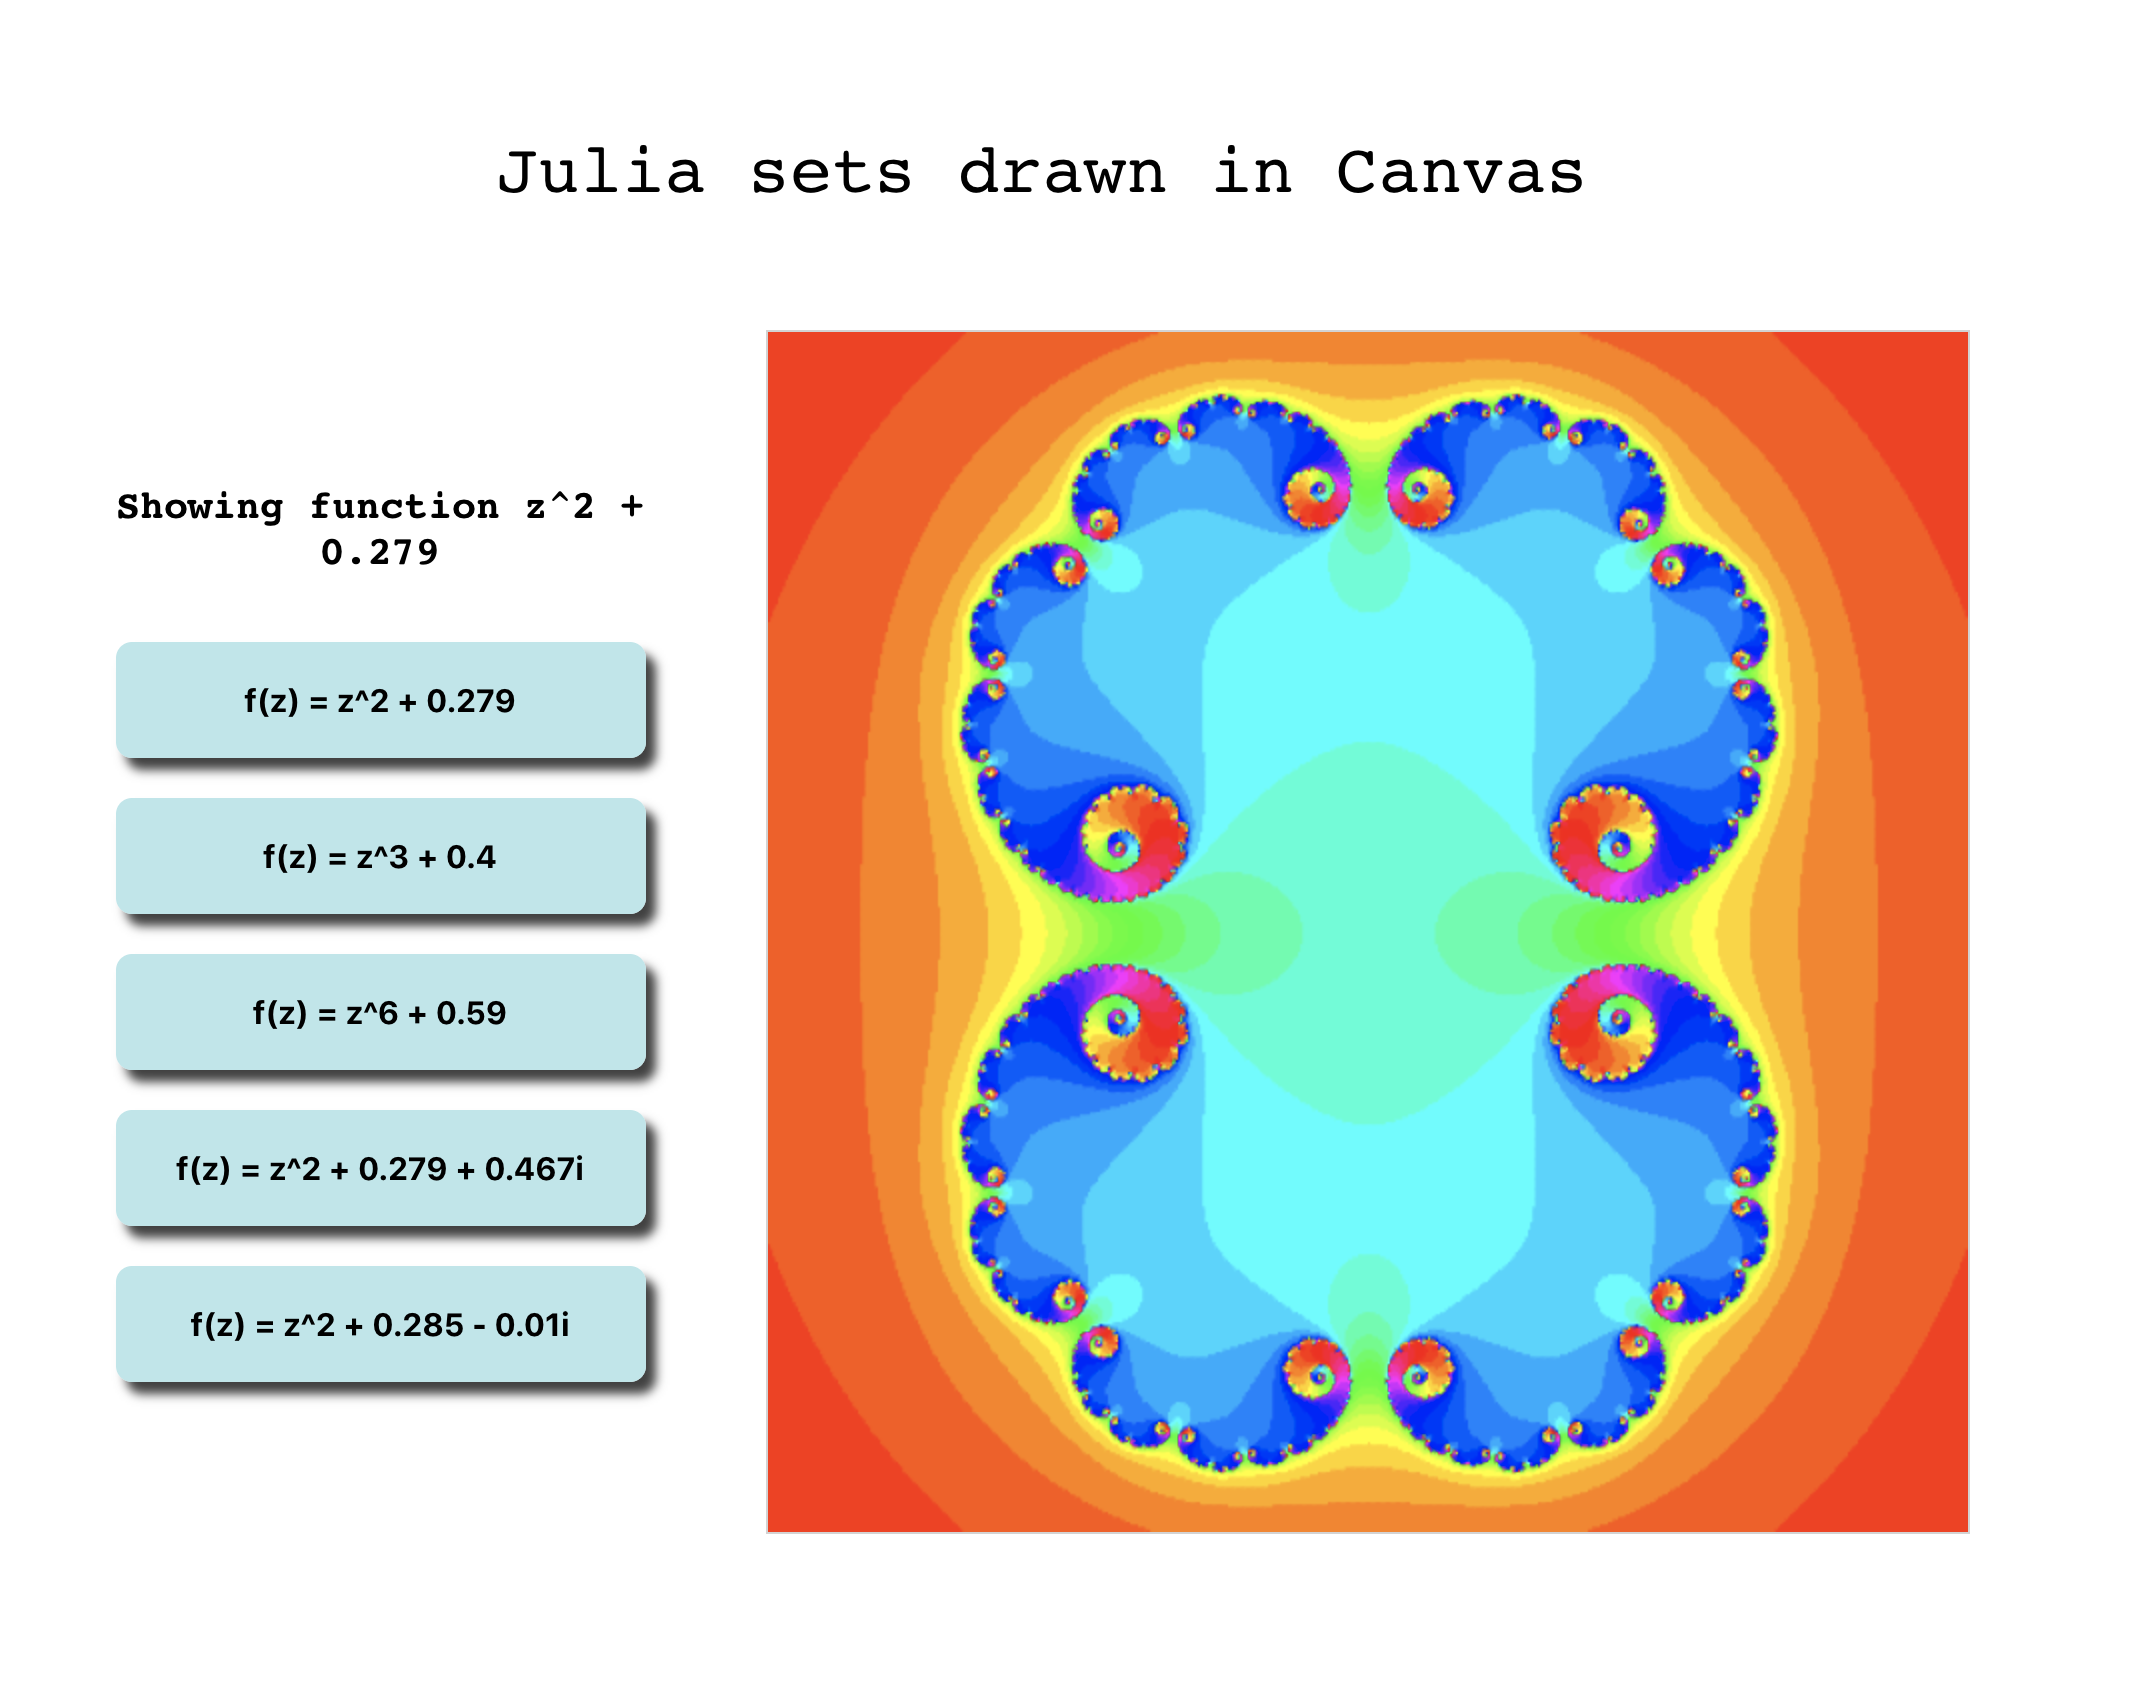 Julia sets drawn in Canvas
Showing function z^2 +
0.279
f(z) = z^2 + 0.279
f(z) = z^3 + 0.4
f(z) = z^6 + 0.59
f(z) = z^2 + 0.279 + 0.467i
f(z) = z^2 + 0.285 - 0.01i